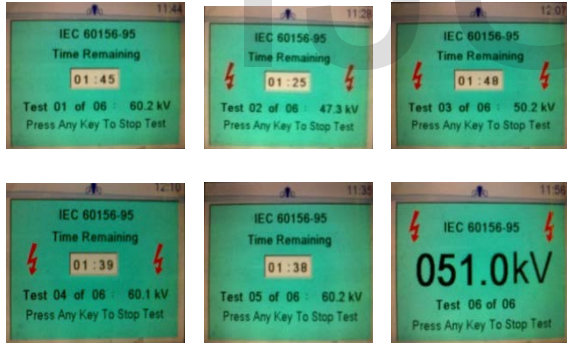 11:44
IEC 60156-95
Time Remaining
01:45
Test 01 of 06 : 60.2 kV
Press Any Key To Stop Test
11:28
IEC 60156-95
Time Remaining
01:25
Test 02 of 06 : 47.3 kV
Press Any Key To Stop Test
IEC 60156-95
Time Remaining
01:48
Test 03 of 06 : 50.2 kV
Press Any Key To Stop Test
12:10
IEC 60156-95
Time Remaining
01:39
Test 04 of 06 : 60.1 kV
Press Any Key To Stop Test
IEC 60156-95
Time Remaining
01:38
Test 05 of 06 : 60.2 kV
Press Any Key To Stop Test
11:56
IEC 60156-95
051.0kV
Test 06 of 06
Press Any Key To Stop Test